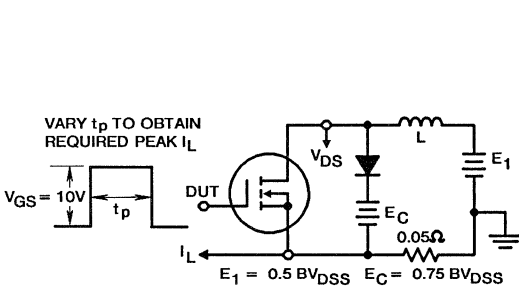 VARY tp TO OBTAIN
REQUIRED PEAK IL
VGS = 10V
tp
DUT
VDS
L
E1
EC
0.05Ω
IL
E1 = 0.5 BVDSS EC = 0.75 BVDSS